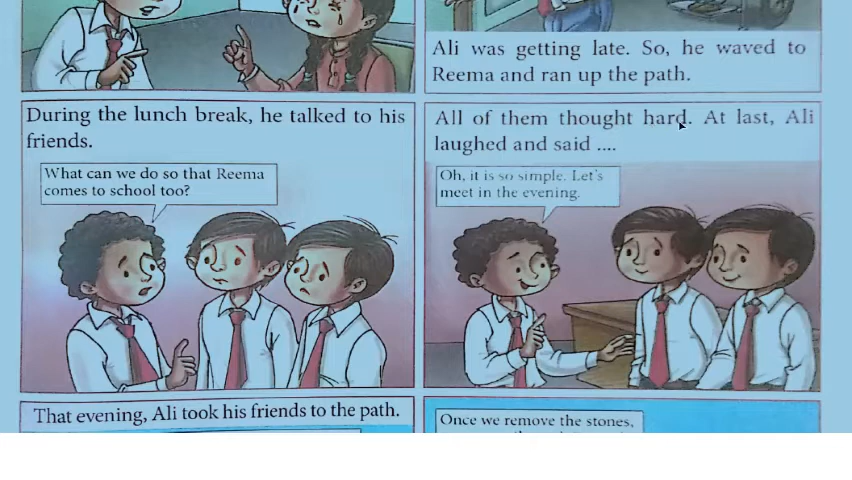 Ali was getting late. So, he waved to
Reema and ran up the path.
During the lunch break, he talked to his
friends.
What can we do so that Reema
comes to school too?
All of them thought hard. At last, Ali
laughed and said ....
Oh, it is so simple. Let's
meet in the evening.
That evening, Ali took his friends to the path.
Once we remove the stones,